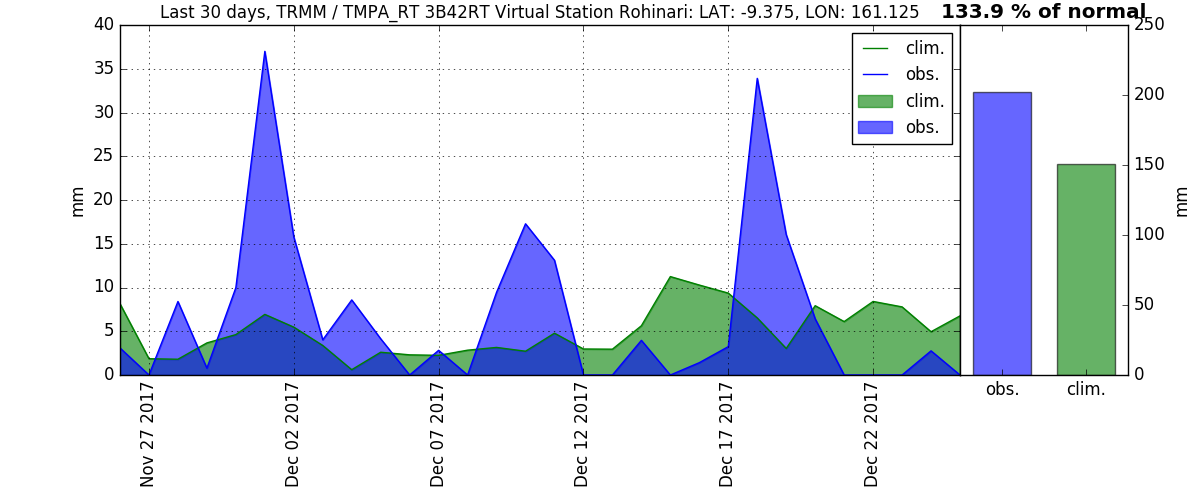 Last 30 days, TRMM / TMPA_RT 3B42RT Virtual Station Rohinari: LAT: -9.375, LON: 161.125
133.9 % of normal
40
35
30
25
20
15
10
5
0
mm
clim.
obs.
clim.
obs.
Nov 27 2017
Dec 02 2017
Dec 07 2017
Dec 12 2017
Dec 17 2017
Dec 22 2017
250
200
150
100
50
0
mm
obs.
clim.